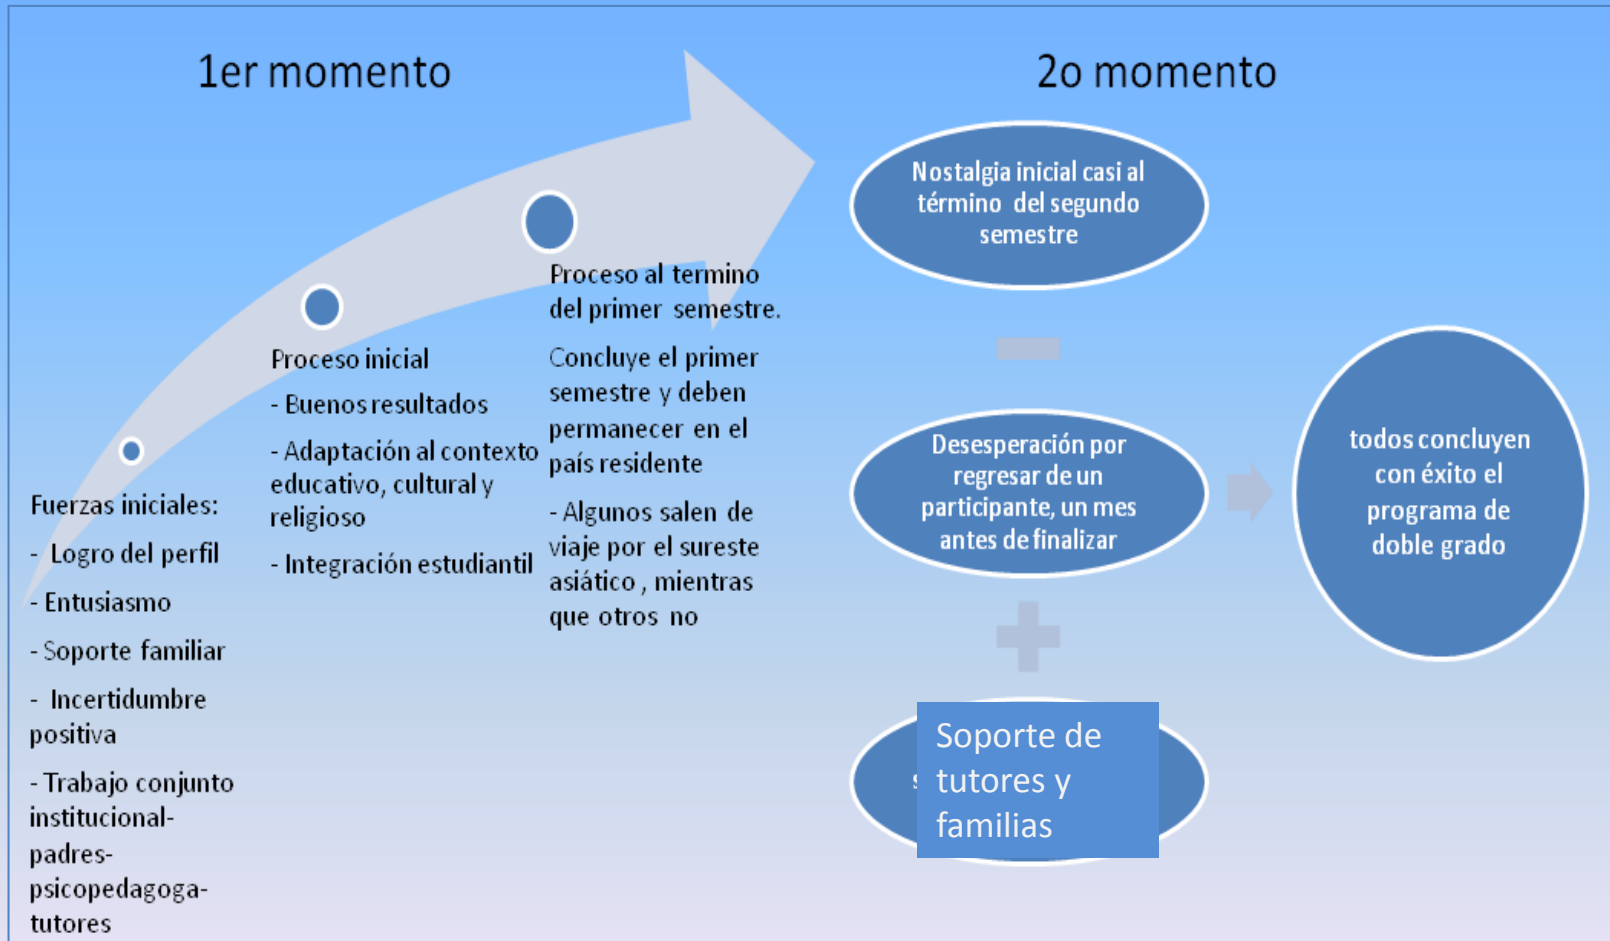 1er momento
Fuerzas iniciales:
- Logro del perfil
- Entusiasmo
- Soporte familiar
- Incertidumbre
positiva
- Trabajo conjunto
institucional-
padres-
psicopedagoga-
tutores
Proceso inicial
- Buenos resultados
- Adaptación al contexto
educativo, cultural y
religioso
- Integración estudiantil
Proceso al termino
del primer semestre.
Concluye el primer
semestre y deben
permanecer en el
país residente
- Algunos salen de
viaje por el sureste
asiático , mientras
que otros no
2o momento
Nostalgia inicial casi al
término del segundo
semestre
Desesperación por
regresar de un
participante, un mes
antes de finalizar
Soporte de
tutores y
familias
todos concluyen
con éxito el
programa de
doble grado